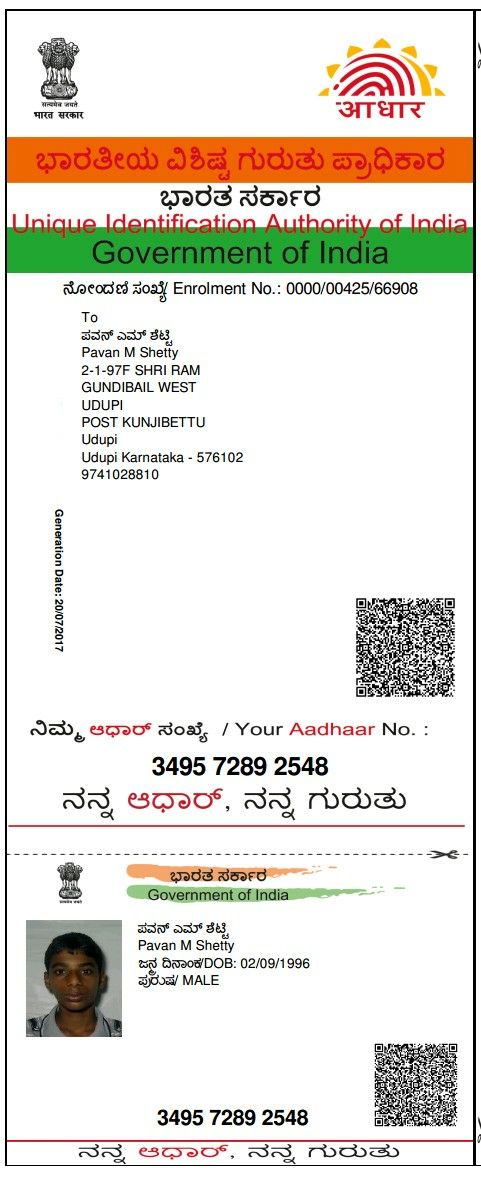 सत्यमेव जयते
भारत सरकार
आधार
ಭಾರತೀಯ ವಿಶಿಷ್ಟ ಗುರುತು ಪ್ರಾಧಿಕಾರ
ಭಾರತ ಸರ್ಕಾರ
Unique Identification Authority of India
Government of India
ನೋಂದಣಿ ಸಂಖ್ಯೆ/ Enrolment No.: 0000/00425/66908
To
ಪವನ್ ಎಮ್ ಶೆಟ್ಟಿ
Pavan M Shetty
2-1-97F SHRI RAM
GUNDIBAIL WEST
UDUPI
POST KUNJIBETTU
Udupi
Udupi Karnataka - 576102
9741028810
Generation Date: 20/07/2017
ನಿಮ್ಮ ಆಧಾರ್ ಸಂಖ್ಯೆ / Your Aadhaar No. :
3495 7289 2548
ನನ್ನ ಆಧಾರ್, ನನ್ನ ಗುರುತು
ಭಾರತ ಸರ್ಕಾರ
Government of India
ಪವನ್ ಎಮ್ ಶೆಟ್ಟಿ
Pavan M Shetty
ಜನ್ಮ ದಿನಾಂಕ/DOB: 02/09/1996
ಪುರುಷ/ MALE
3495 7289 2548
ನನ್ನ ಆಧಾರ್, ನನ್ನ ಗುರುತು